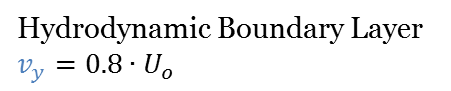 Hydrodynamic Boundary Layer
v_y = 0.8 · U_o